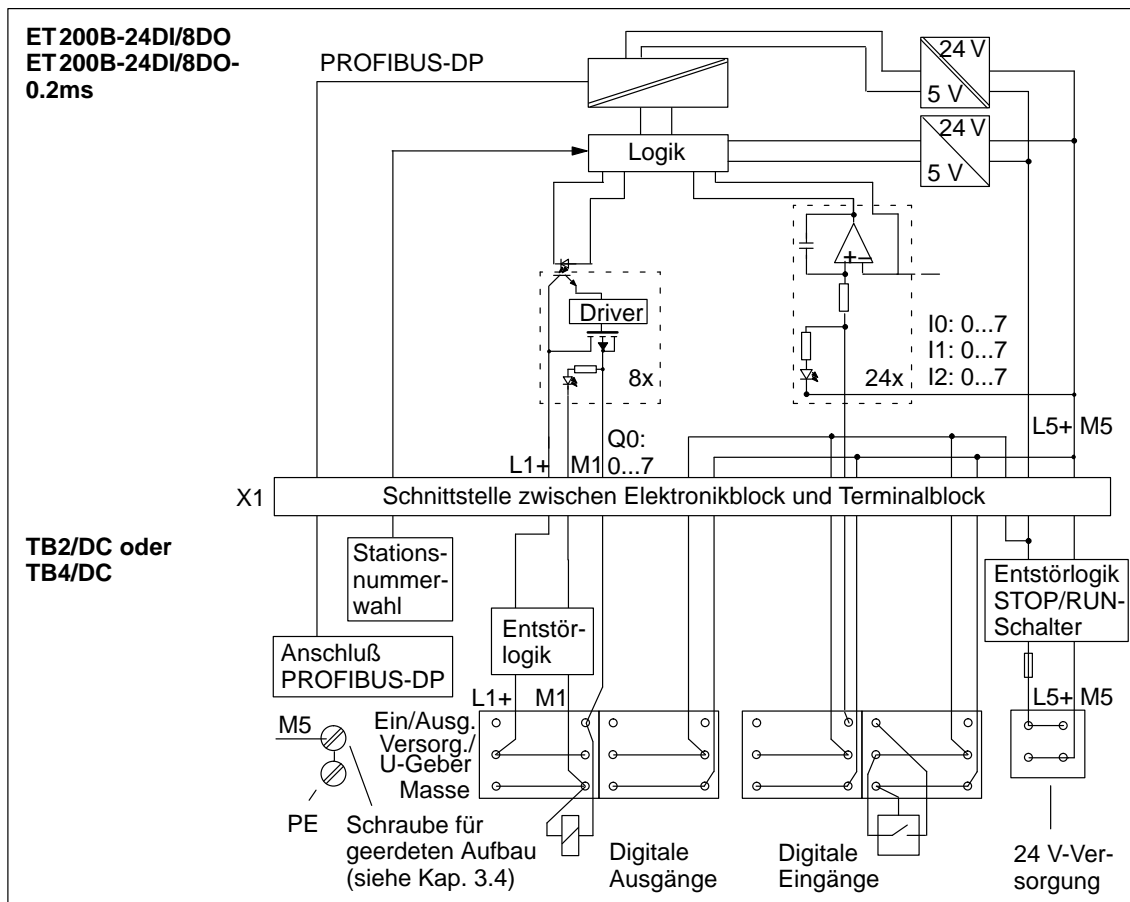 ET 200B-24DI/8DO
ET 200B-24DI/8DO-
0.2ms
PROFIBUS-DP
24 V
5 V
24 V
5 V
Logik
+ −
Driver
8x
24x
I0: 0...7
I1: 0...7
I2: 0...7
L5+ M5
Q0:
L1+ M1 0...7
X1
Schnittstelle zwischen Elektronikblock und Terminalblock
TB2/DC oder
TB4/DC
Stations-
nummer-
wahl
Entstörlogik
STOP/RUN-
Schalter
Entstör-
logik
Anschluß
PROFIBUS-DP
L1+ M1
L5+ M5
M5
Ein/Ausg.
Versorg./
U-Geber
Masse
PE
Schraube für
geerdeten Aufbau
(siehe Kap. 3.4)
Digitale
Ausgänge
Digitale
Eingänge
24 V-Ver-
sorgung